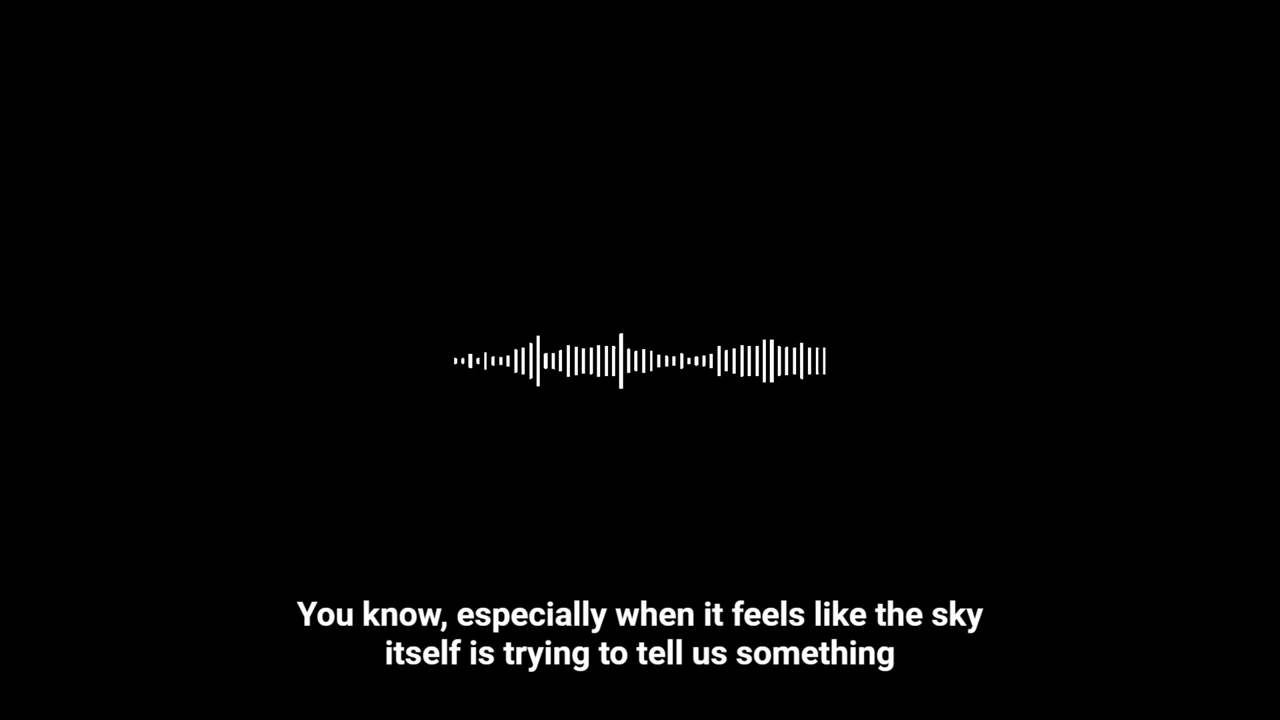 You know, especially when it feels like the sky
itself is trying to tell us something